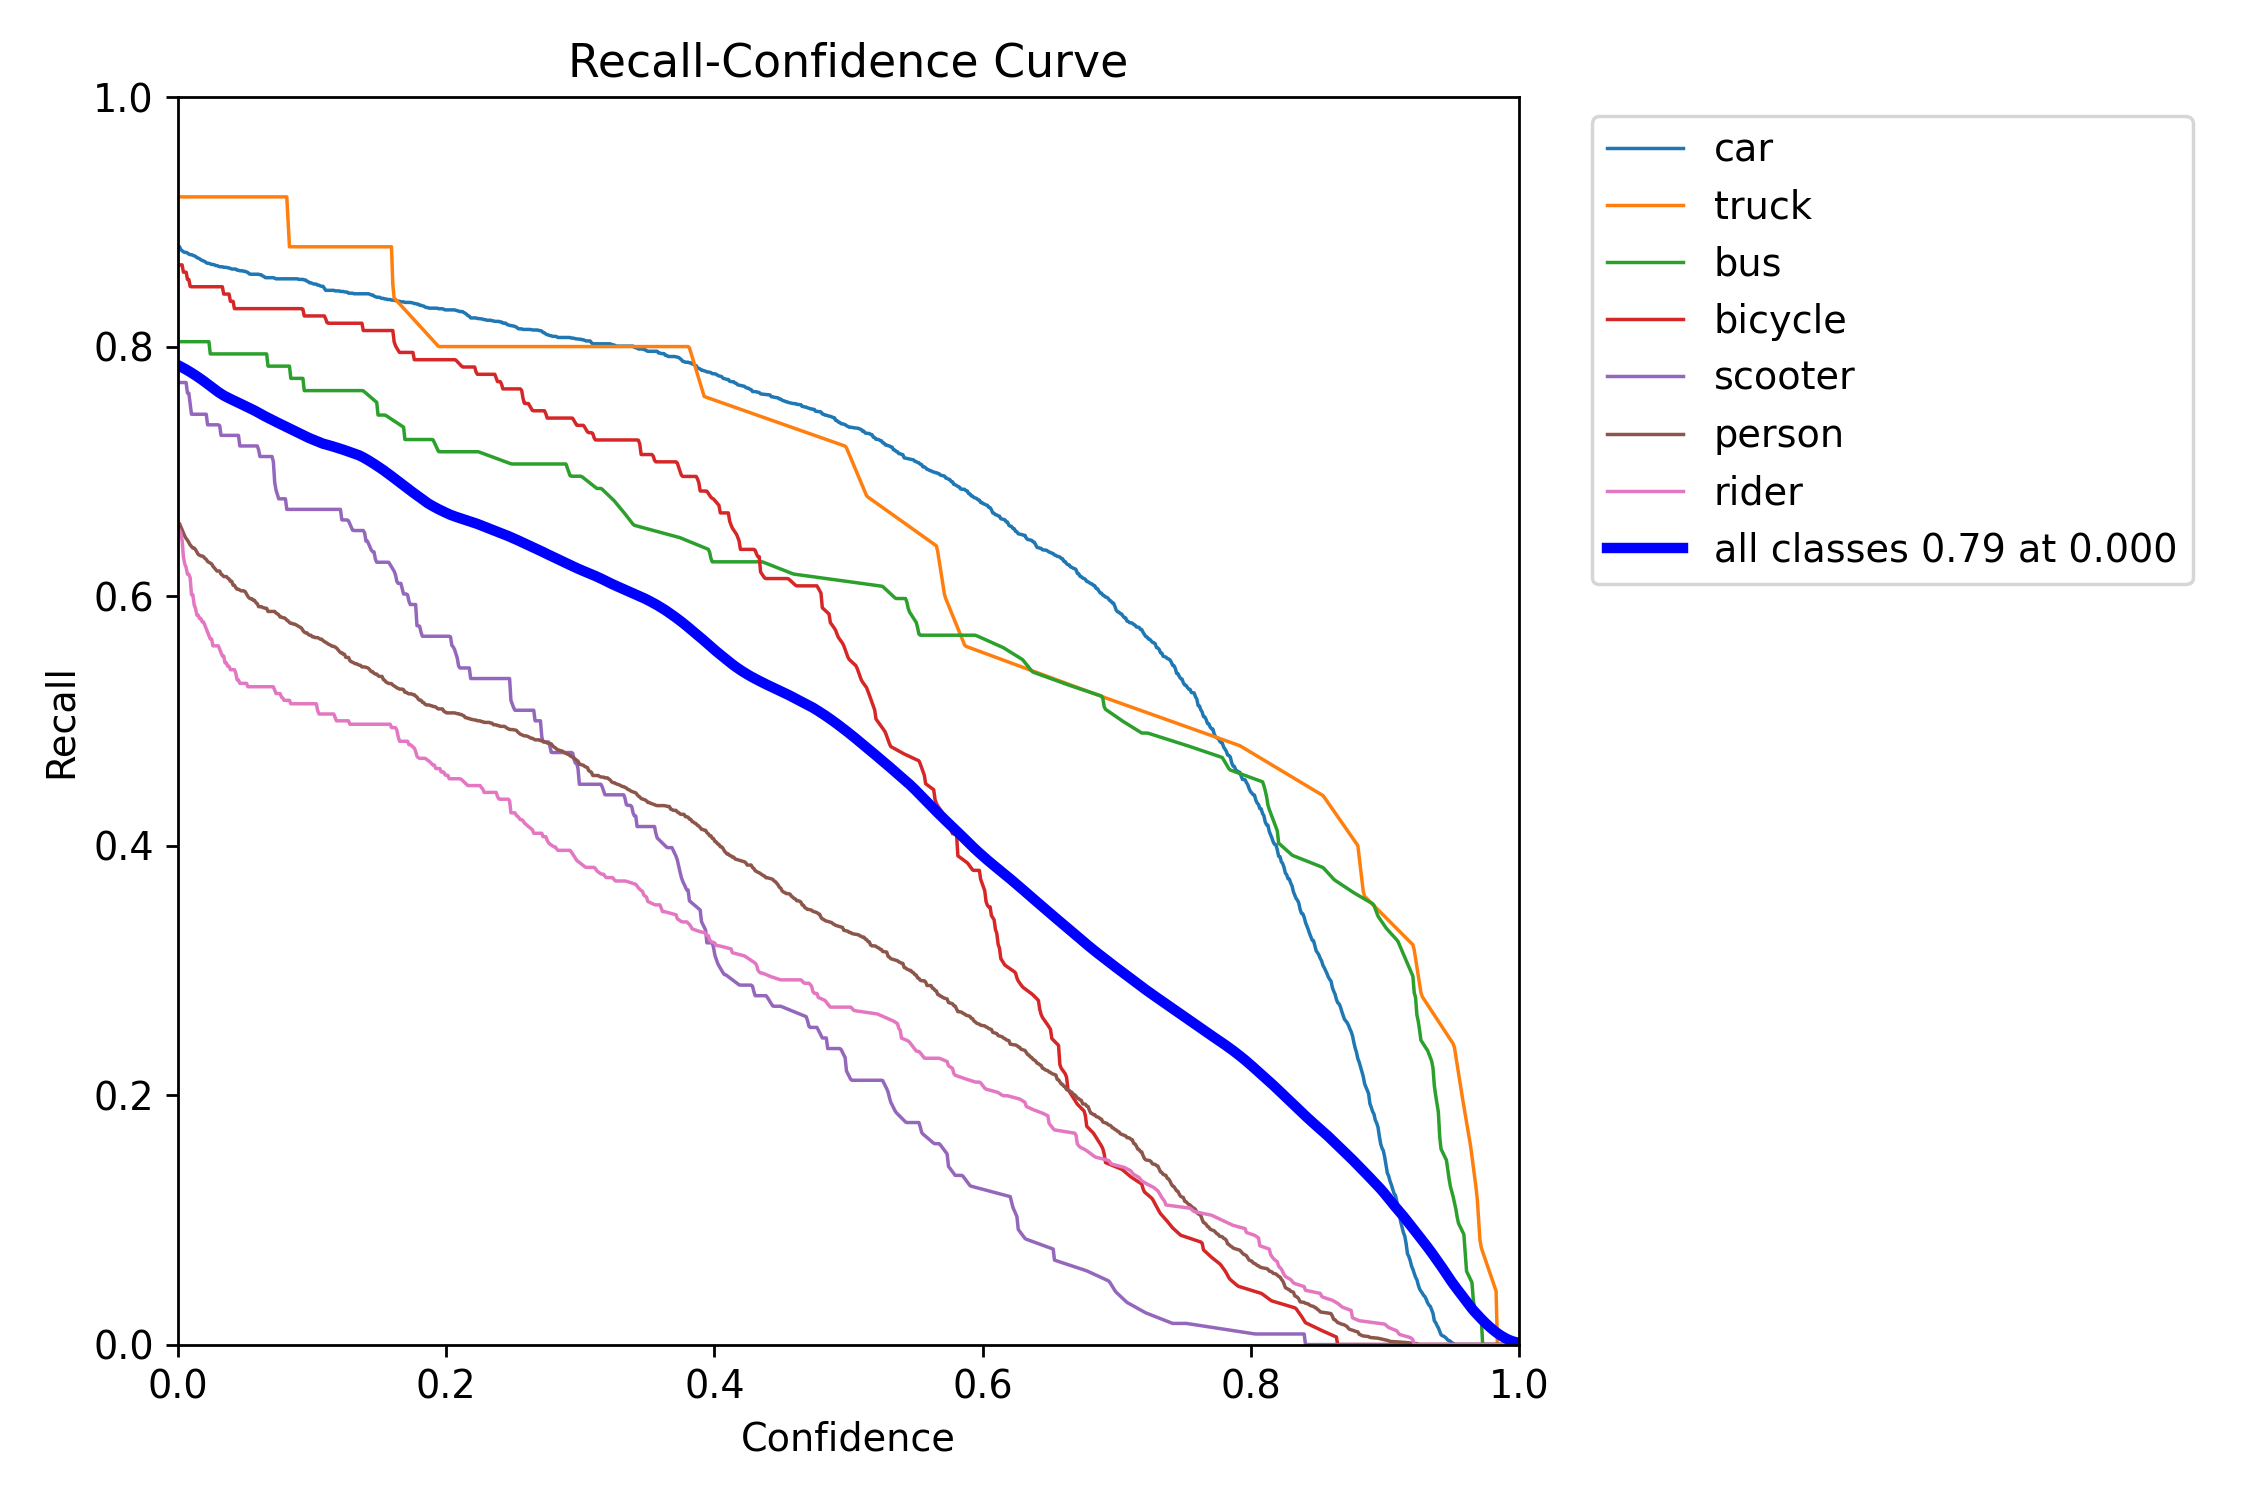 Recall-Confidence Curve
1.0
0.8
0.6
0.4
0.2
0.0
Recall
0.0 0.2 0.4 0.6 0.8 1.0
Confidence
car
truck
bus
bicycle
scooter
person
rider
all classes 0.79 at 0.000